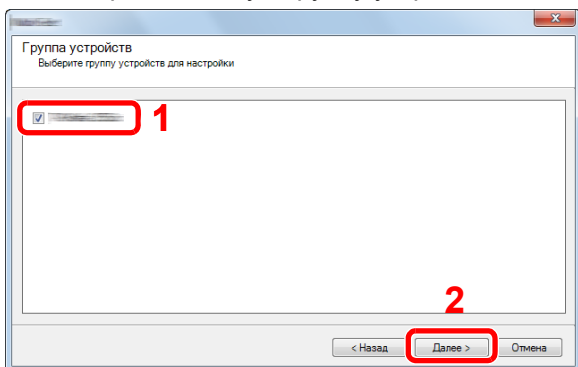 Группа устройств
Выберите группу устройств для настройки
1
2
< Назад
Далее >
Отмена